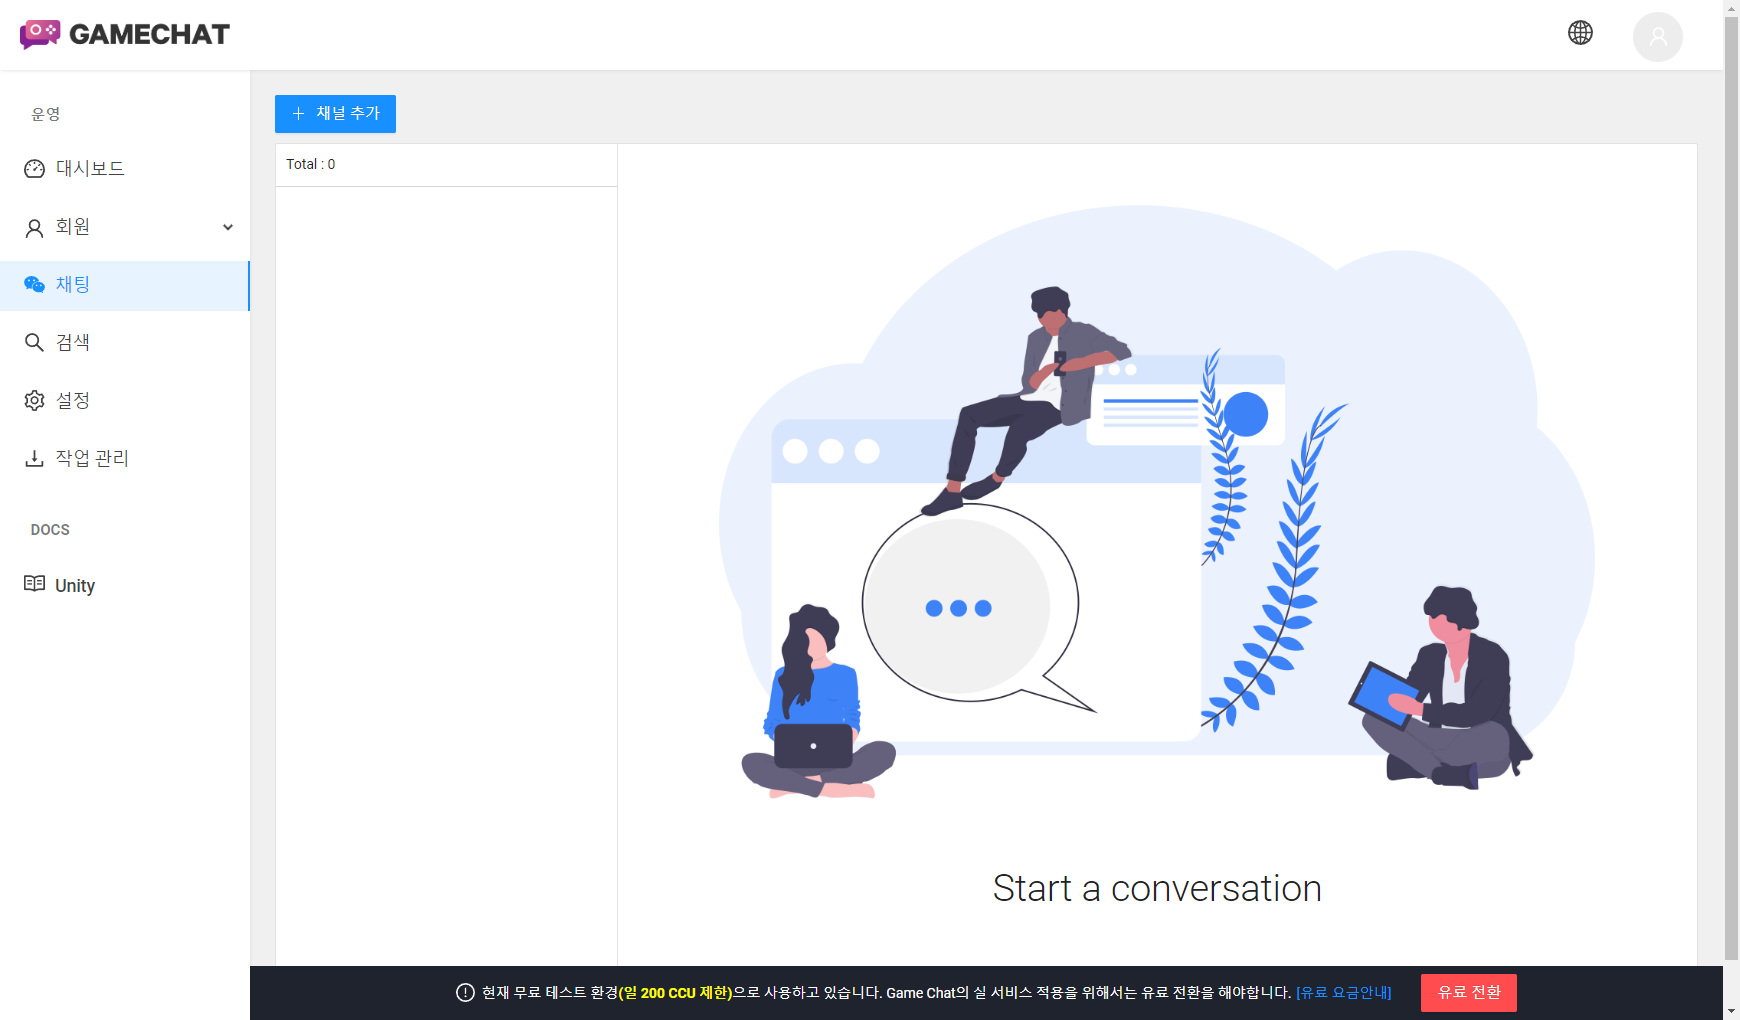 GAMECHAT
운영
대시보드
회원
채팅
검색
설정
작업 관리
DOCS
Unity
채널 추가
Total : 0
Start a conversation
현재 무료 테스트 환경(일 200 CCU 제한)으로 사용하고 있습니다. Game Chat의 실 서비스 적용을 위해서는 유료 전환을 해야합니다. [유료 요금안내]
유료 전환